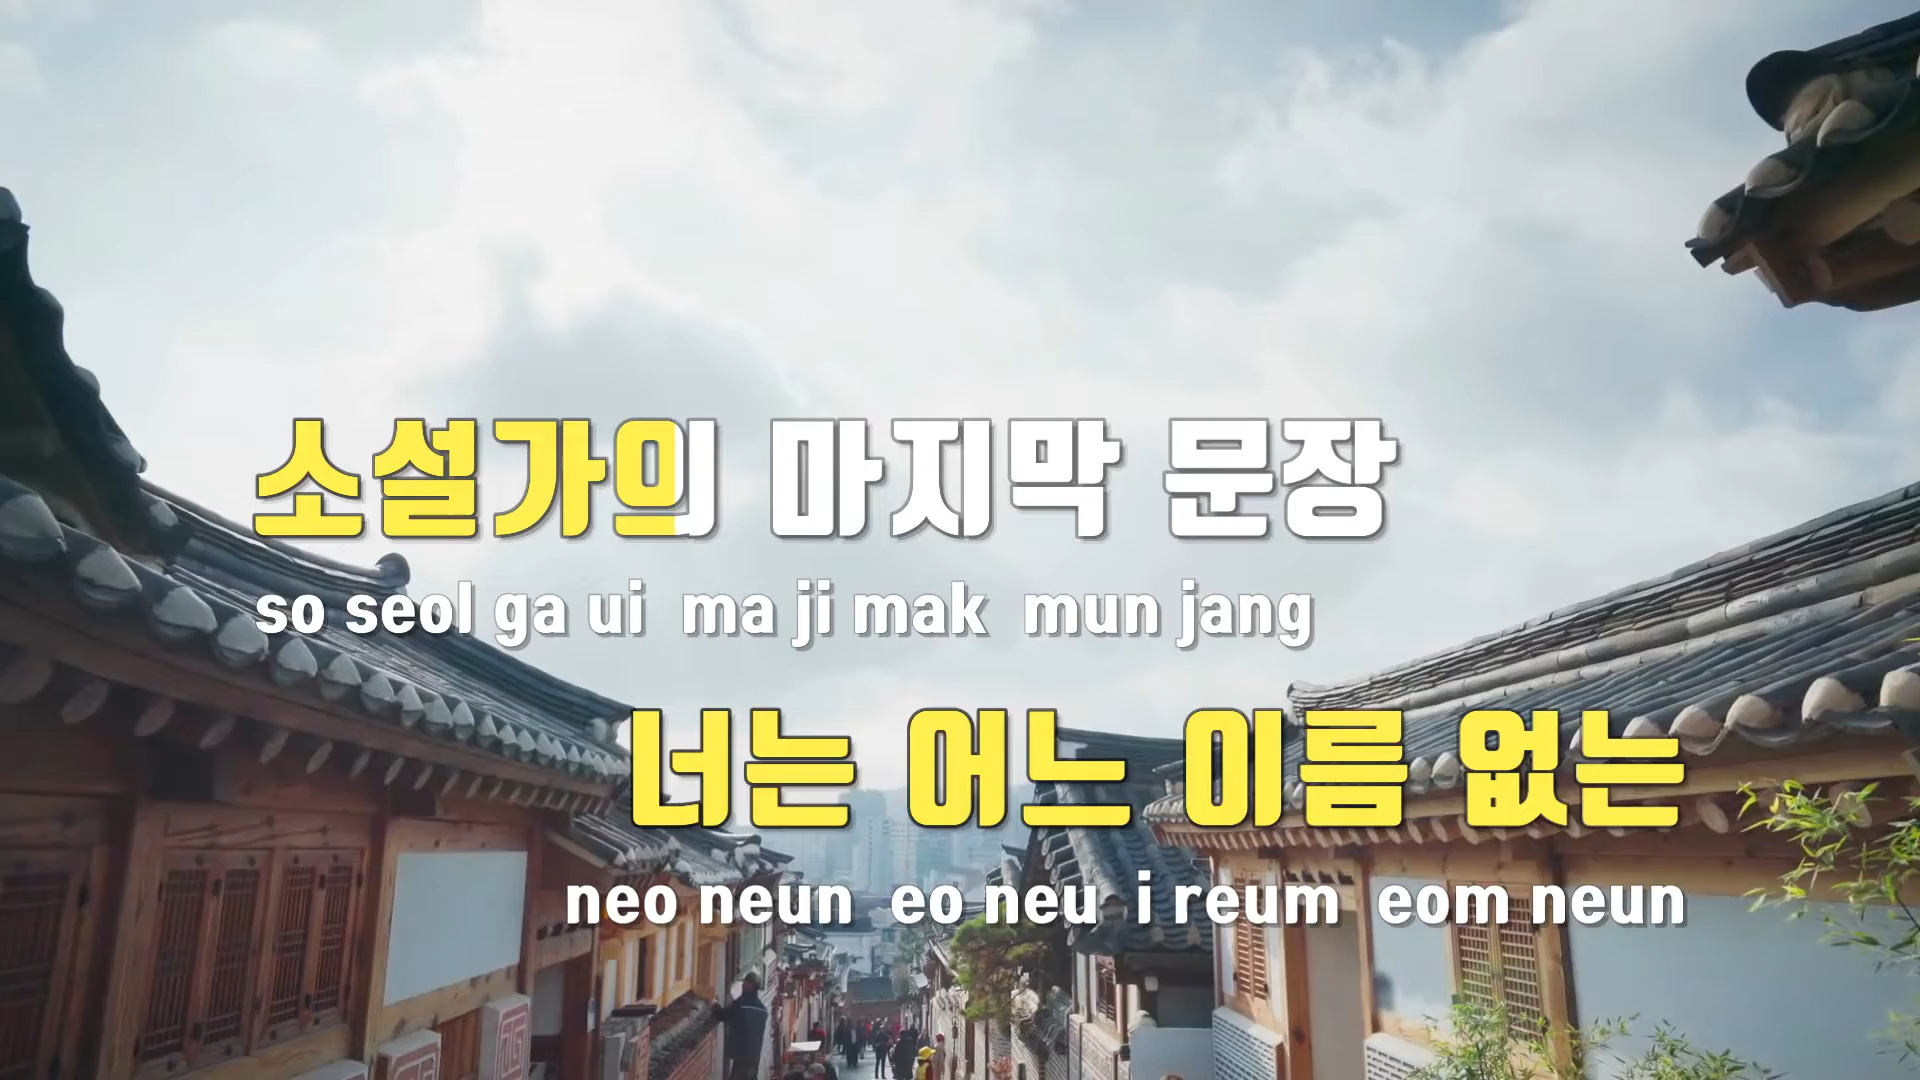 소설가의 마지막 문장
so seol ga ui ma ji mak mun jang
너는 어느 이름 없는
neo neun eo neu i reum eom neun